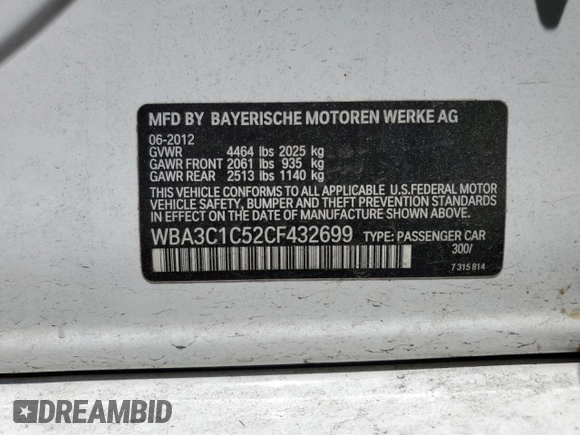 MFD BY BAYERISCHE MOTOREN WERKE AG
06-2012
GVWR 4464 lbs 2025 kg
GAWR FRONT 2061 lbs 935 kg
GAWR REAR 2513 lbs 1140 kg
THIS VEHICLE CONFORMS TO ALL APPLICABLE U.S.FEDERAL MOTOR
VEHICLE SAFETY, BUMPER AND THEFT PREVENTION STANDARDS
IN EFFECT ON THE DATE OF MANUFACTURE SHOWN ABOVE.
WBA3C1C52CF432699 TYPE: PASSENGER CAR
300/
7 315 814
DREAMBID